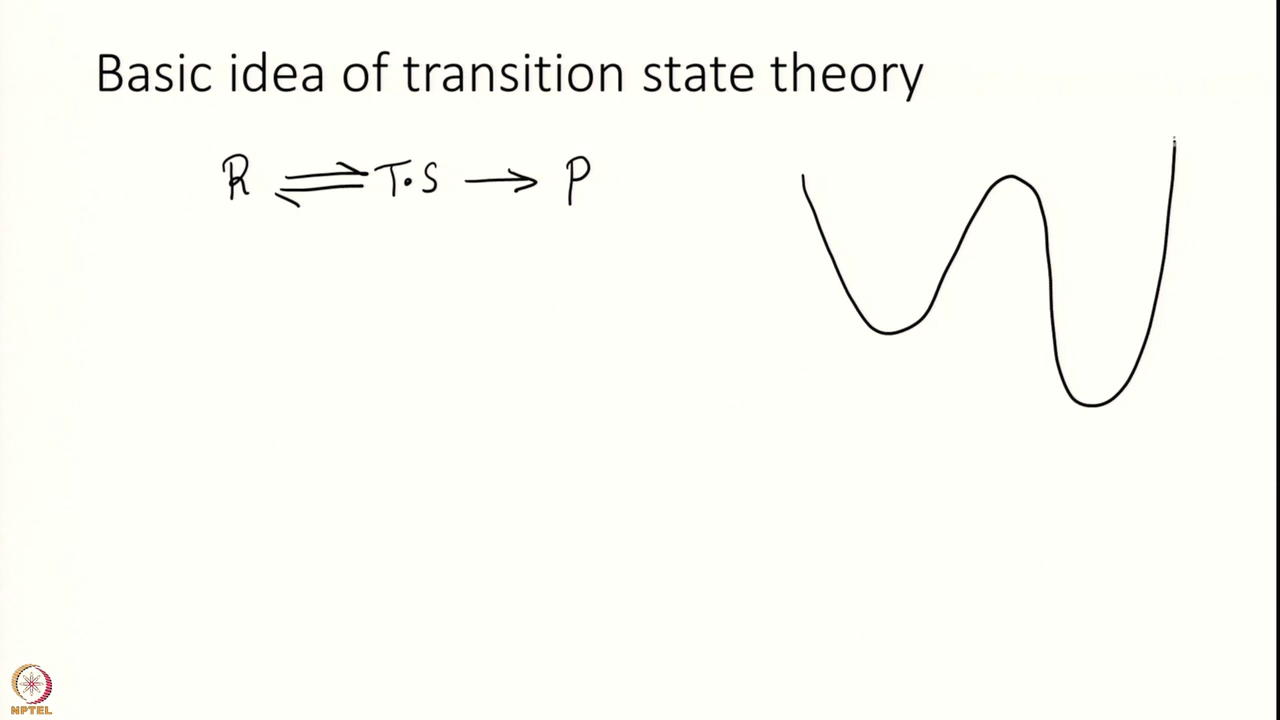 Basic idea of transition state theory
R ⇌ T.S → P
NPTEL